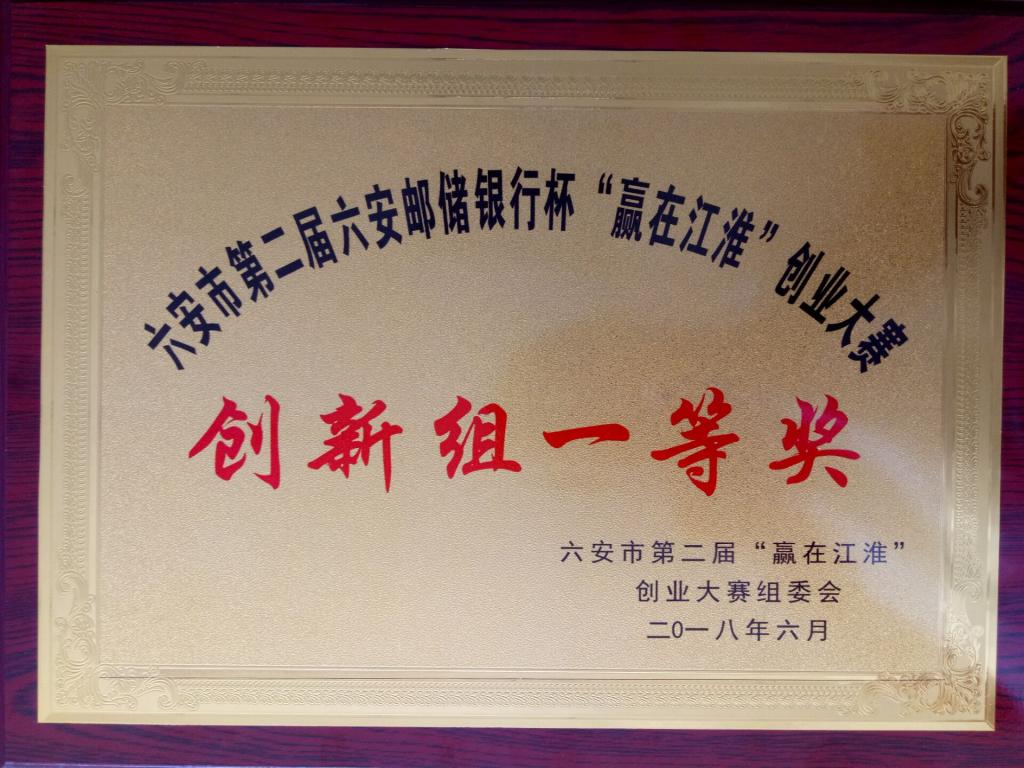 六安市第二届六安邮储银行杯“赢在江淮”创业大赛
创新组一等奖
六安市第二届“赢在江淮”
创业大赛组委会
二0一八年六月